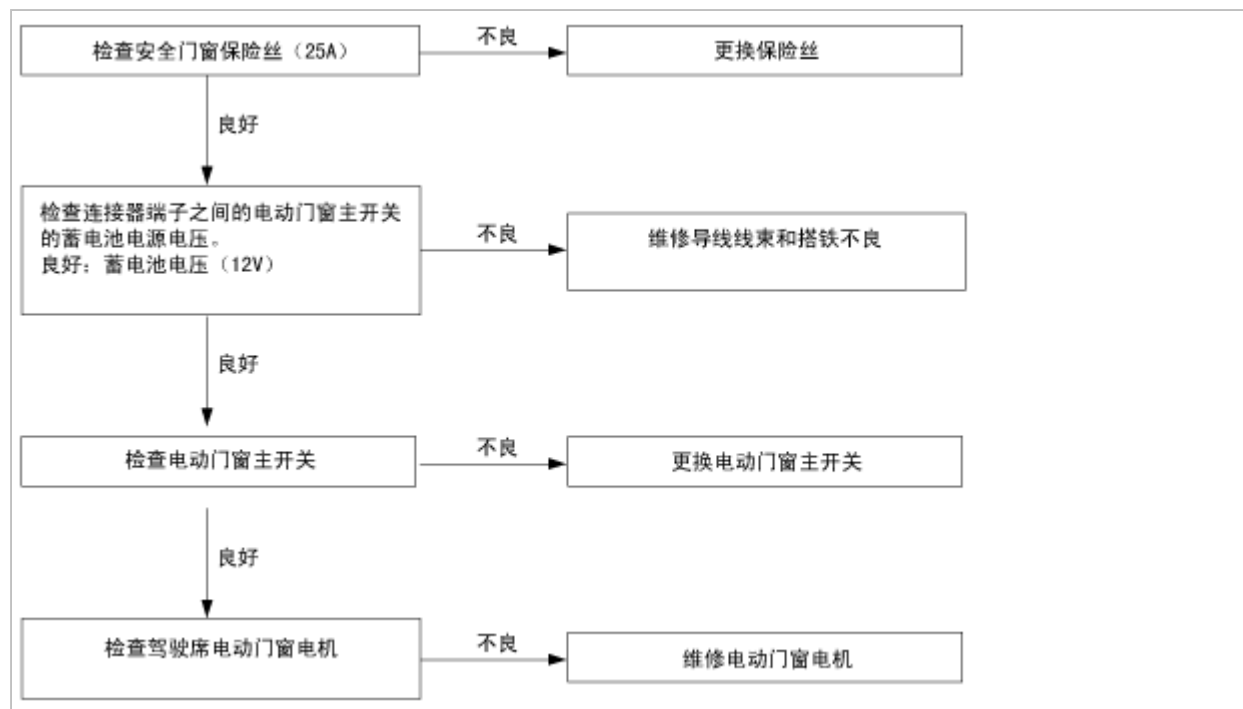 检查安全门窗保险丝（25A）
不良
更换保险丝
良好
检查连接器端子之间的电动门窗主开关
的蓄电池电源电压。
良好：蓄电池电压（12V）
不良
维修导线线束和搭铁不良
良好
检查电动门窗主开关
不良
更换电动门窗主开关
良好
检查驾驶席电动门窗电机
不良
维修电动门窗电机